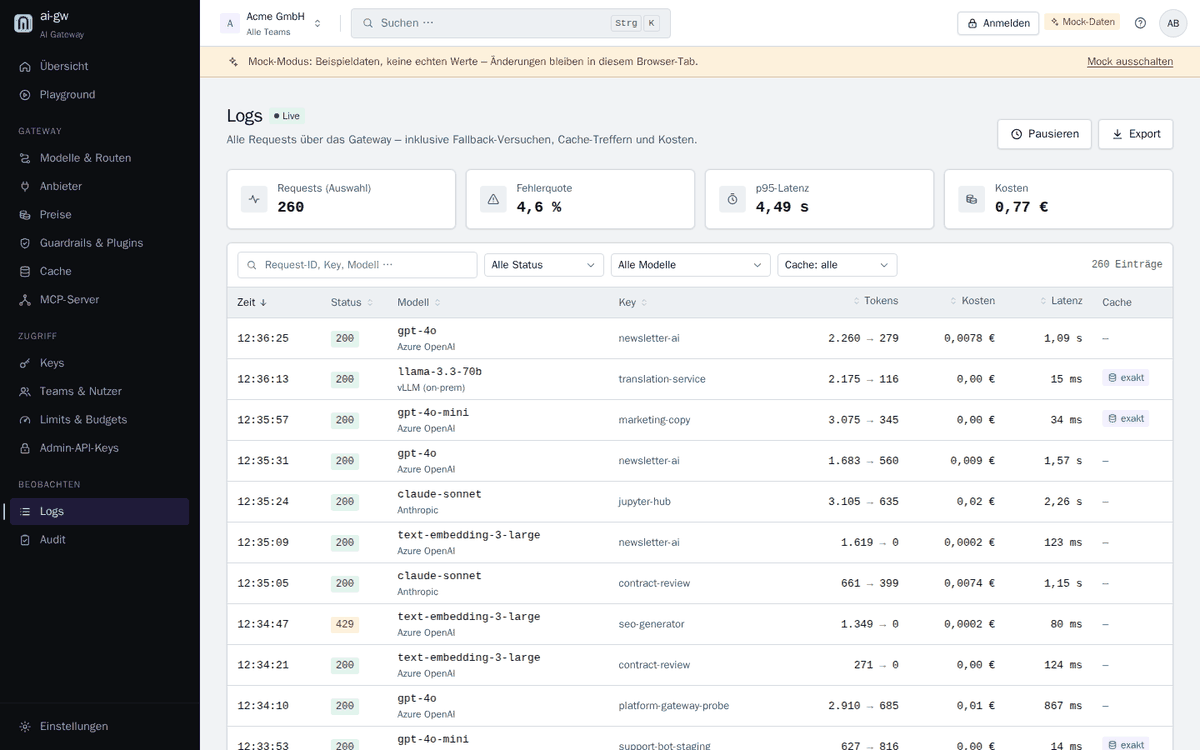 ai-gw
AI Gateway
Übersicht
Playground
GATEWAY
Modelle & Routen
Anbieter
Preise
Guardrails & Plugins
Cache
MCP-Server
ZUGRIFF
Keys
Teams & Nutzer
Limits & Budgets
Admin-API-Keys
BEOBACHTEN
Logs
Audit
Einstellungen
A Acme GmbH
Alle Teams
Suchen ··· Strg K
Anmelden
Mock-Daten
AB
Mock-Modus: Beispieldaten, keine echten Werte – Änderungen bleiben in diesem Browser-Tab. Mock ausschalten
Logs Live
Alle Requests über das Gateway – inklusive Fallback-Versuchen, Cache-Treffern und Kosten.
Pausieren Export
Requests (Auswahl)
260
Fehlerquote
4,6 %
p95-Latenz
4,49 s
Kosten
0,77 €
Request-ID, Key, Modell ··· Alle Status Alle Modelle Cache: alle 260 Einträge
Zeit ↓ Status Modell Key Tokens Kosten Latenz Cache
12:36:25 200 gpt-4o newsletter-ai 2.260 → 279 0,0078 € 1,09 s –
Azure OpenAI
12:36:13 200 llama-3.3-70b translation-service 2.175 → 116 0,00 € 15 ms exakt
vLLM (on-prem)
12:35:57 200 gpt-4o-mini marketing-copy 3.075 → 345 0,00 € 34 ms exakt
Azure OpenAI
12:35:31 200 gpt-4o newsletter-ai 1.683 → 560 0,009 € 1,57 s –
Azure OpenAI
12:35:24 200 claude-sonnet jupyter-hub 3.105 → 635 0,02 € 2,26 s –
Anthropic
12:35:09 200 text-embedding-3-large newsletter-ai 1.619 → 0 0,0002 € 123 ms –
Azure OpenAI
12:35:05 200 claude-sonnet contract-review 661 → 399 0,0074 € 1,15 s –
Anthropic
12:34:47 429 text-embedding-3-large seo-generator 1.349 → 0 0,0002 € 80 ms –
Azure OpenAI
12:34:21 200 text-embedding-3-large contract-review 271 → 0 0,00 € 124 ms –
Azure OpenAI
12:34:10 200 gpt-4o platform-gateway-probe 2.910 → 685 0,01 € 867 ms –
Azure OpenAI
12:33:53 200 gpt-4o-mini support-bot-staging 627 → 816 0,00 € 14 ms exakt